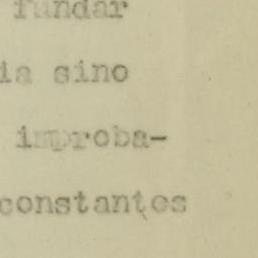 fundar
ia sino
improba-
constantes